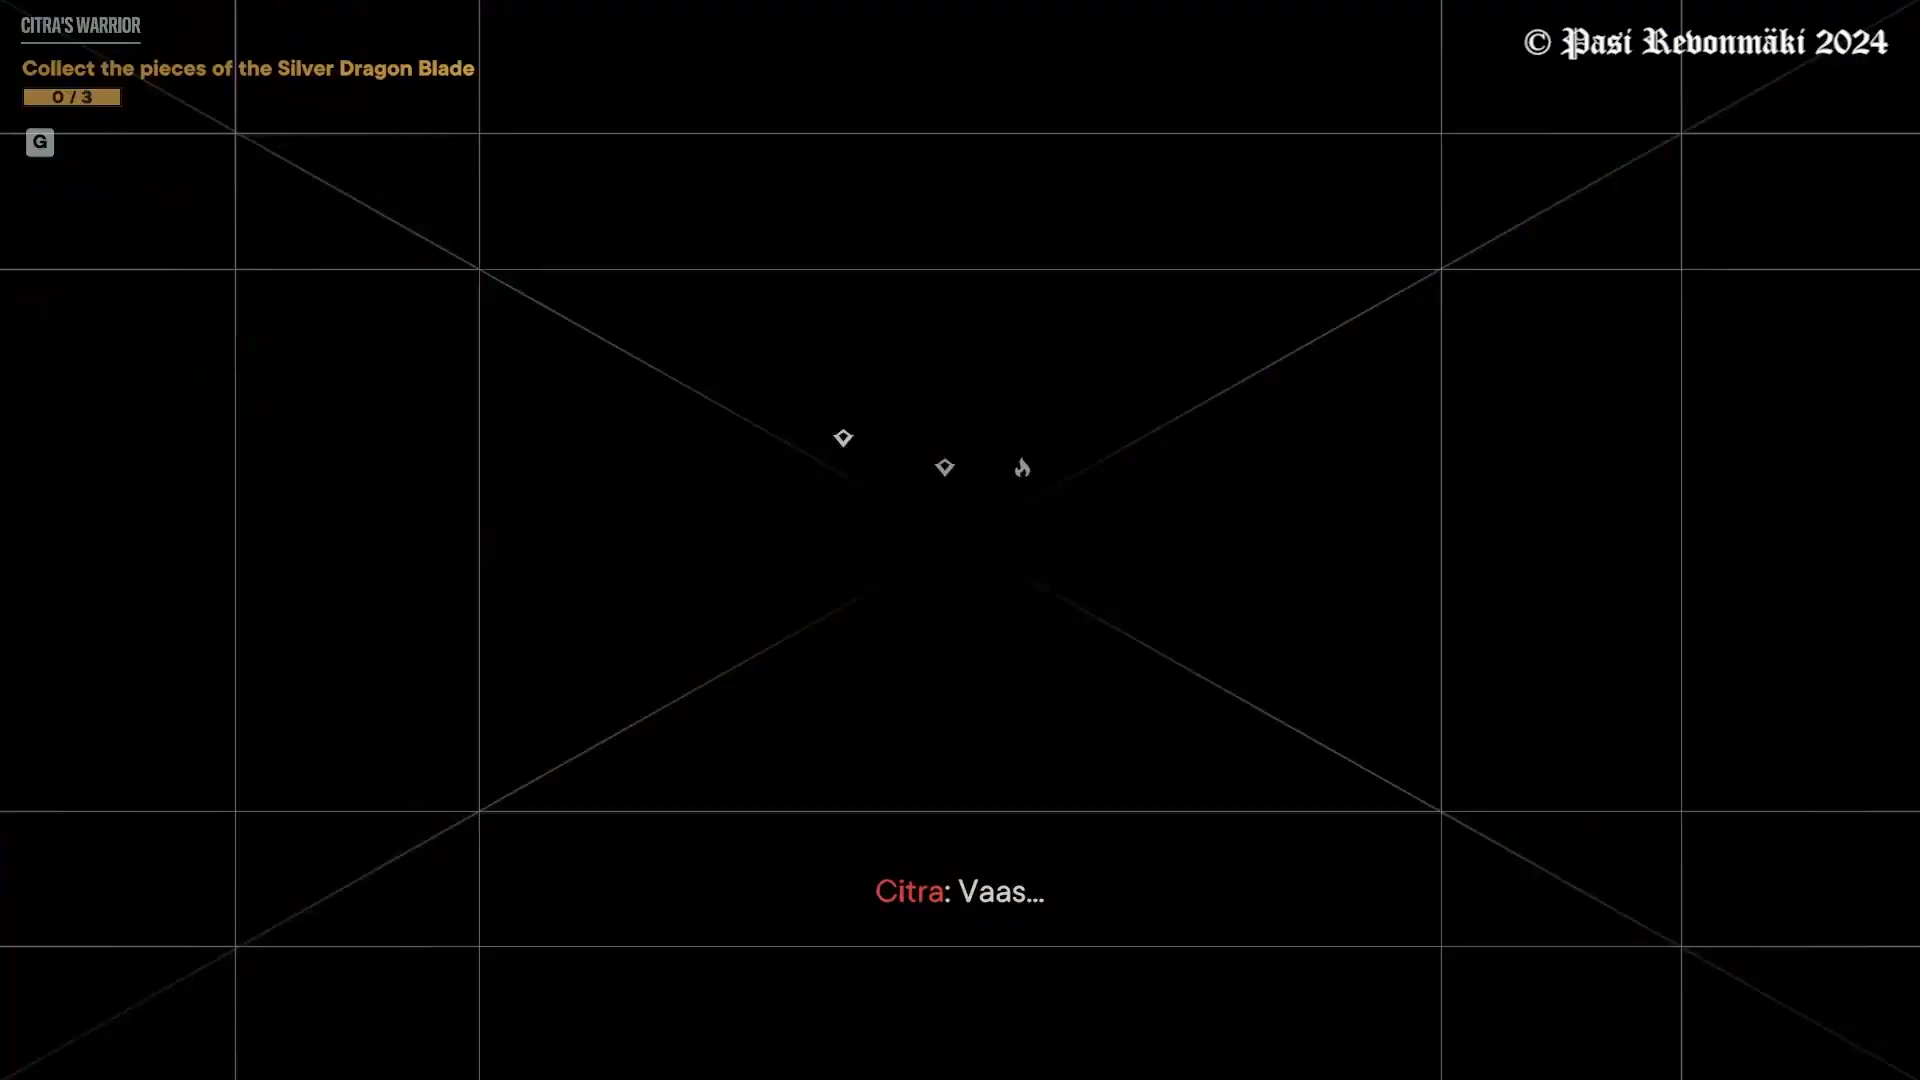 CITRA'S WARRIOR
© Pasi Revonmäki 2024
Collect the pieces of the Silver Dragon Blade
0 / 3
G
Citra: Vaas...